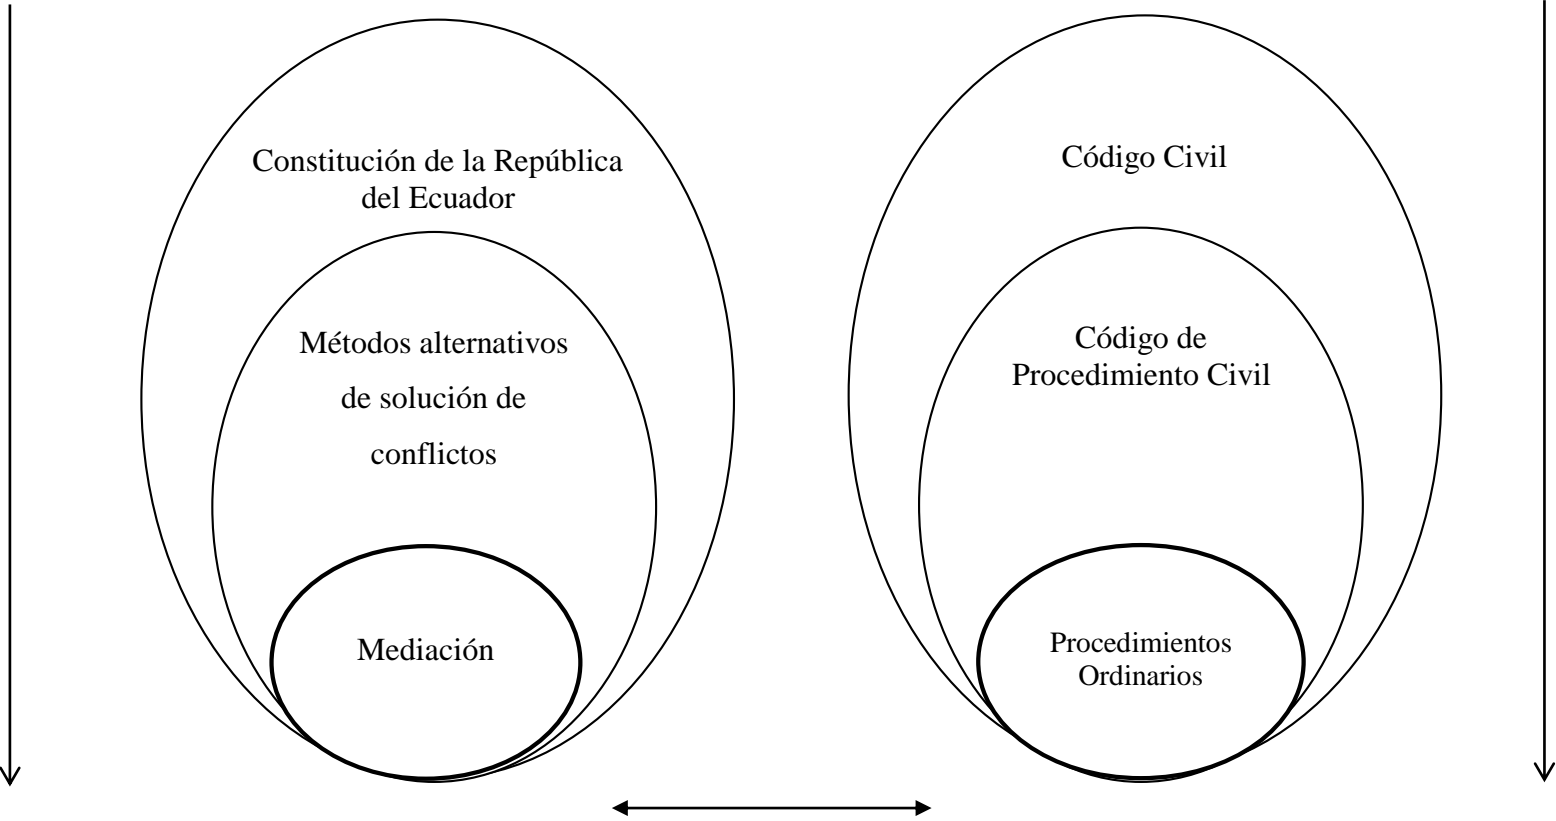 Constitución de la República
del Ecuador
Métodos alternativos
de solución de
conflictos
Mediación
Código Civil
Código de
Procedimiento Civil
Procedimientos
Ordinarios